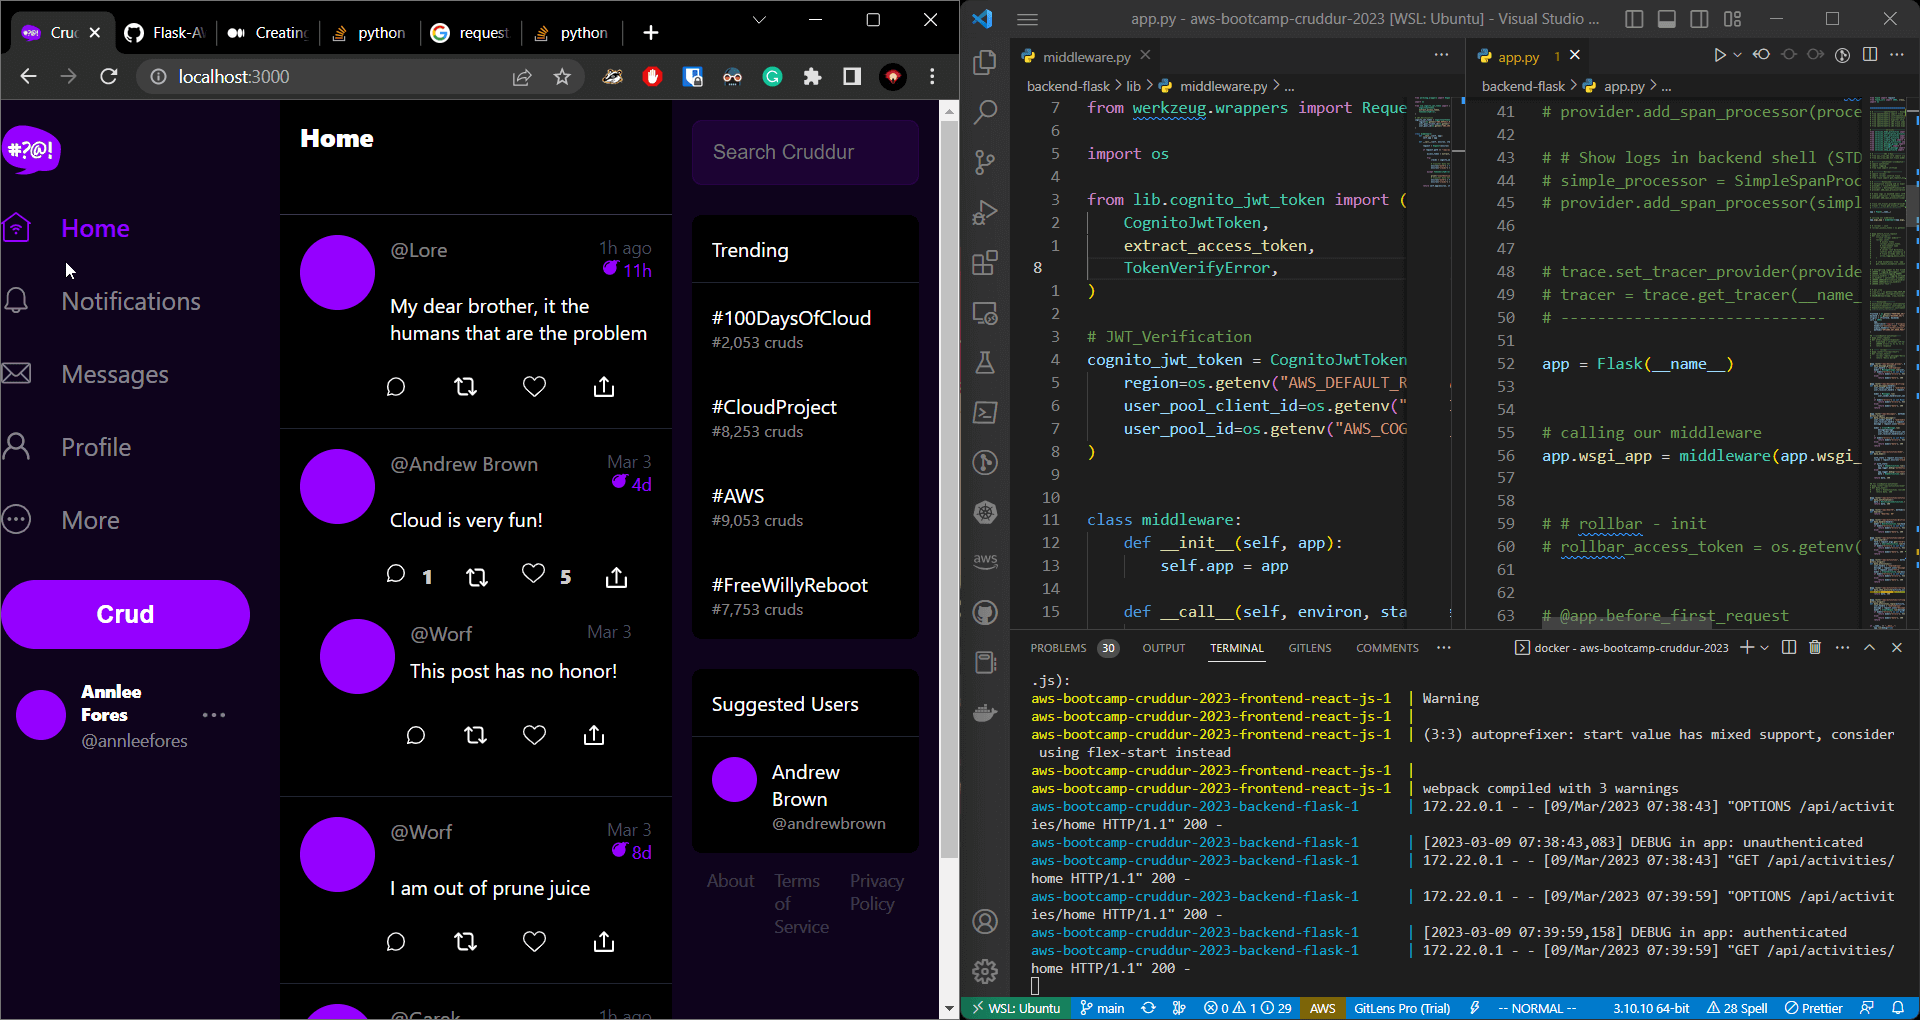 Cruc
Flask-A
Creating
python
request
python
localhost:3000
#?@!
Home
Notifications
Messages
Profile
More
Crud
Annlee
Fores
@annleefores
Home
@Lore
1h ago
11h
My dear brother, it the
humans that are the problem
@Andrew Brown
Mar 3
4d
Cloud is very fun!
1
5
@Worf
Mar 3
This post has no honor!
@Worf
Mar 3
8d
I am out of prune juice
@Garek
1h ago
Search Cruddur
Trending
#100DaysOfCloud
#2,053 cruds
#CloudProject
#8,253 cruds
#AWS
#9,053 cruds
#FreeWillyReboot
#7,753 cruds
Suggested Users
Andrew
Brown
@andrewbrown
About
Terms
of
Service
Privacy
Policy
app.py - aws-bootcamp-cruddur-2023 [WSL: Ubuntu] - Visual Studio ...
middleware.py
backend-flask > lib > middleware.py > ...
7 from werkzeug.wrappers import Reque
6
5 import os
4
3 from lib.cognito_jwt_token import (
2 CognitoJwtToken,
1 extract_access_token,
8 TokenVerifyError,
1 )
2
3 # JWT_Verification
4 cognito_jwt_token = CognitoJwtToken
5 region=os.getenv("AWS_DEFAULT_R
6 user_pool_client_id=os.getenv("
7 user_pool_id=os.getenv("AWS_COG
8 )
9
10
11 class middleware:
12 def __init__(self, app):
13 self.app = app
14
15 def __call__(self, environ, sta
app.py 1
backend-flask > app.py > ...
41 # provider.add_span_processor(proce
42
43 # # Show logs in backend shell (STD
44 # simple_processor = SimpleSpanProc
45 # provider.add_span_processor(simpl
46
47
48 # trace.set_tracer_provider(provide
49 # tracer = trace.get_tracer(__name_
50 # -----------------------------
51
52 app = Flask(__name__)
53
54
55 # calling our middleware
56 app.wsgi_app = middleware(app.wsgi_
57
58
59 # # rollbar - init
60 # rollbar_access_token = os.getenv(
61
62
63 # @app.before_first_request
PROBLEMS 30 OUTPUT TERMINAL GITLENS COMMENTS ... docker - aws-bootcamp-cruddur-2023
.js):
aws-bootcamp-cruddur-2023-frontend-react-js-1 | Warning
aws-bootcamp-cruddur-2023-frontend-react-js-1 |
aws-bootcamp-cruddur-2023-frontend-react-js-1 | (3:3) autoprefixer: start value has mixed support, consider
using flex-start instead
aws-bootcamp-cruddur-2023-frontend-react-js-1 |
aws-bootcamp-cruddur-2023-frontend-react-js-1 | webpack compiled with 3 warnings
aws-bootcamp-cruddur-2023-backend-flask-1 | 172.22.0.1 - - [09/Mar/2023 07:38:43] "OPTIONS /api/activit
ies/home HTTP/1.1" 200 -
aws-bootcamp-cruddur-2023-backend-flask-1 | [2023-03-09 07:38:43,083] DEBUG in app: unauthenticated
aws-bootcamp-cruddur-2023-backend-flask-1 | 172.22.0.1 - - [09/Mar/2023 07:38:43] "GET /api/activities/
home HTTP/1.1" 200 -
aws-bootcamp-cruddur-2023-backend-flask-1 | 172.22.0.1 - - [09/Mar/2023 07:39:59] "OPTIONS /api/activit
ies/home HTTP/1.1" 200 -
aws-bootcamp-cruddur-2023-backend-flask-1 | [2023-03-09 07:39:59,158] DEBUG in app: authenticated
aws-bootcamp-cruddur-2023-backend-flask-1 | 172.22.0.1 - - [09/Mar/2023 07:39:59] "GET /api/activities/
home HTTP/1.1" 200 -
aws
WSL: Ubuntu main 0 1 29 AWS GitLens Pro (Trial) -- NORMAL -- 3.10.10 64-bit 28 Spell Prettier